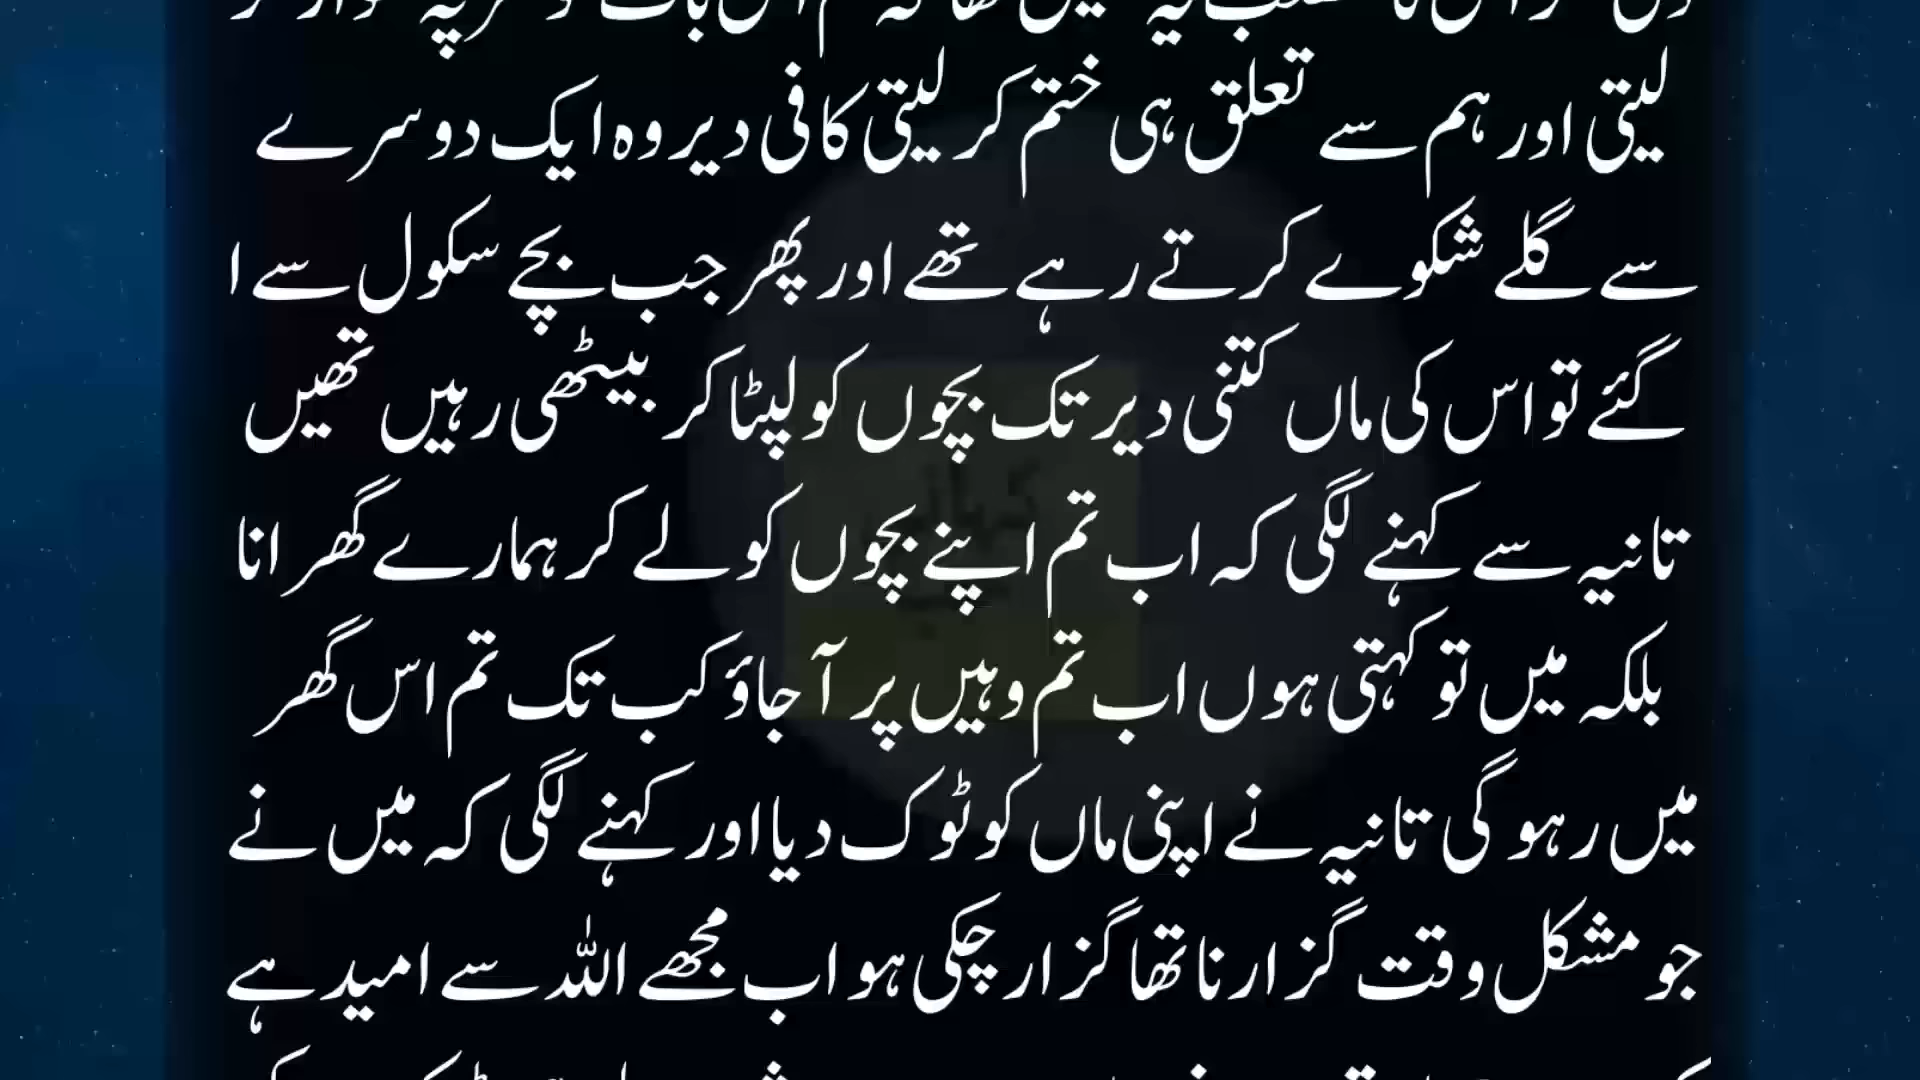 لیتی اور ہم سے تعلق ہی ختم کر لیتی کافی دیر وہ ایک دوسرے
سے گلے شکوے کرتے رہے تھے اور پھر جب بچے سکول سے ا
گئے تو اس کی ماں کتنی دیر تک بچوں کو لپٹا کر بیٹھی رہیں تھیں
تانیہ سے کہنے لگی کہ اب تم اپنے بچوں کو لے کر ہمارے گھر انا
بلکہ میں تو کہتی ہوں اب تم وہیں پر آ جاؤ کب تک تم اس گھر
میں رہو گی تانیہ نے اپنی ماں کو ٹوک دیا اور کہنے لگی کہ میں نے
جو مشکل وقت گزارنا تھا گزار چکی ہو اب مجھے اللہ سے امید ہے